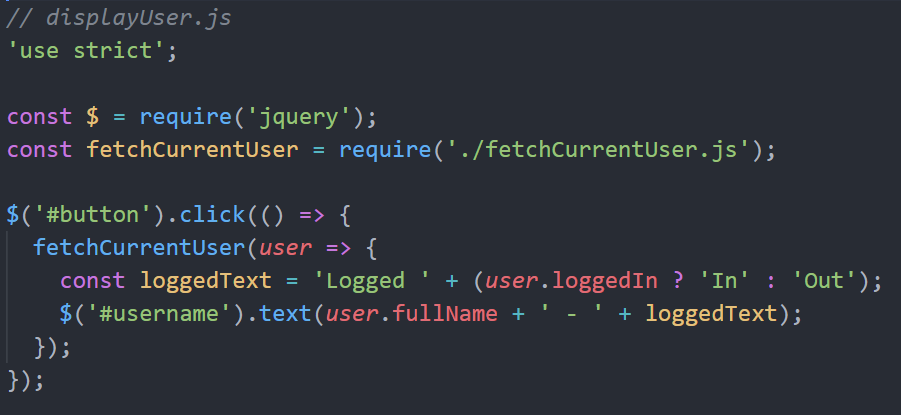 // displayUser.js
'use strict';
const $ = require('jquery');
const fetchCurrentUser = require('./fetchCurrentUser.js');
$('#button').click(() => {
  fetchCurrentUser(user => {
    const loggedText = 'Logged ' + (user.loggedIn ? 'In' : 'Out');
    $('#username').text(user.fullName + ' - ' + loggedText);
  });
});